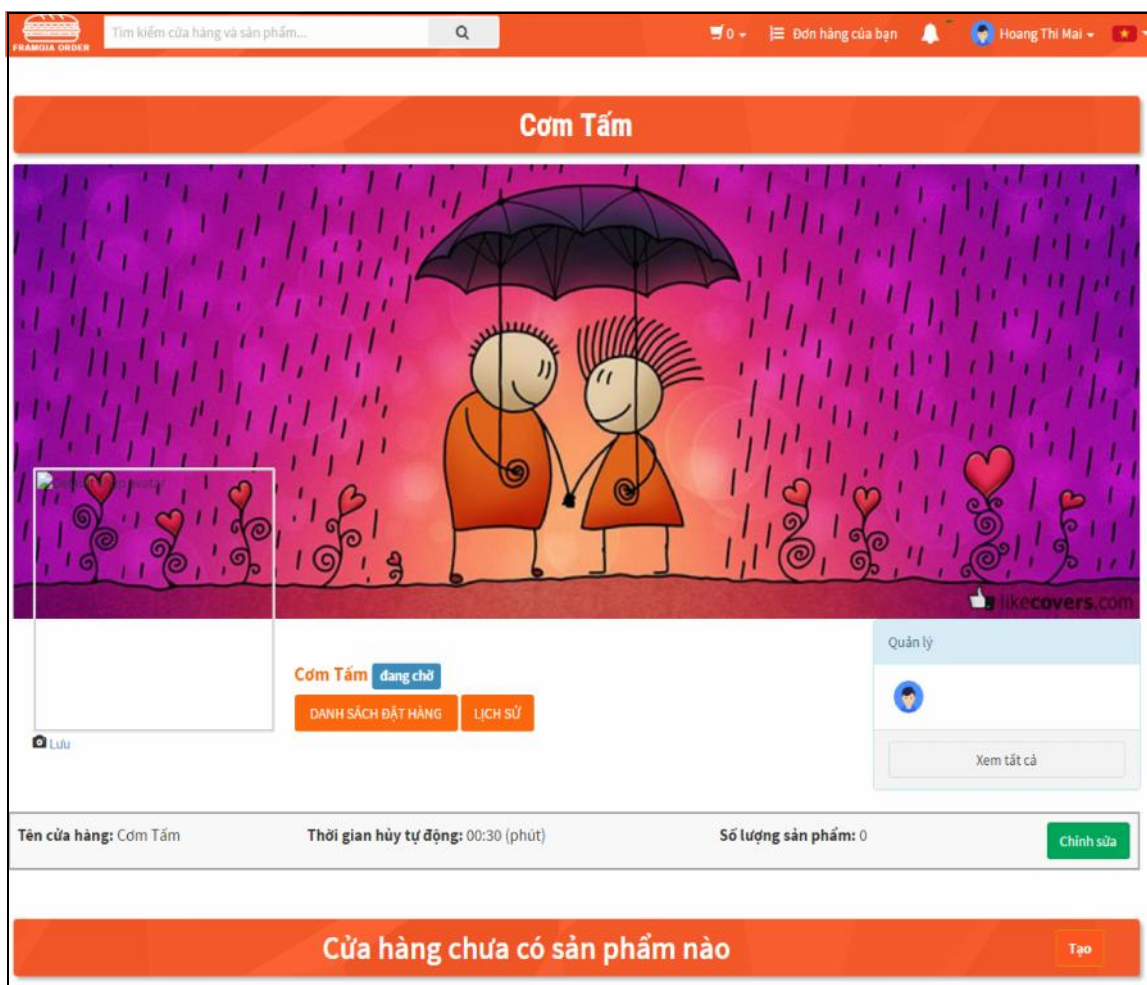 FRAMGIA ORDER
Tìm kiếm cửa hàng và sản phẩm...
0
Đơn hàng của bạn
Hoang Thi Mai
Cơm Tấm
likecovers.com
Quản lý
Cơm Tấm đang chờ
DANH SÁCH ĐẶT HÀNG LỊCH SỬ
Lưu
Xem tất cả
Tên cửa hàng: Cơm Tấm Thời gian hủy tự động: 00:30 (phút) Số lượng sản phẩm: 0 Chỉnh sửa
Cửa hàng chưa có sản phẩm nào Tạo